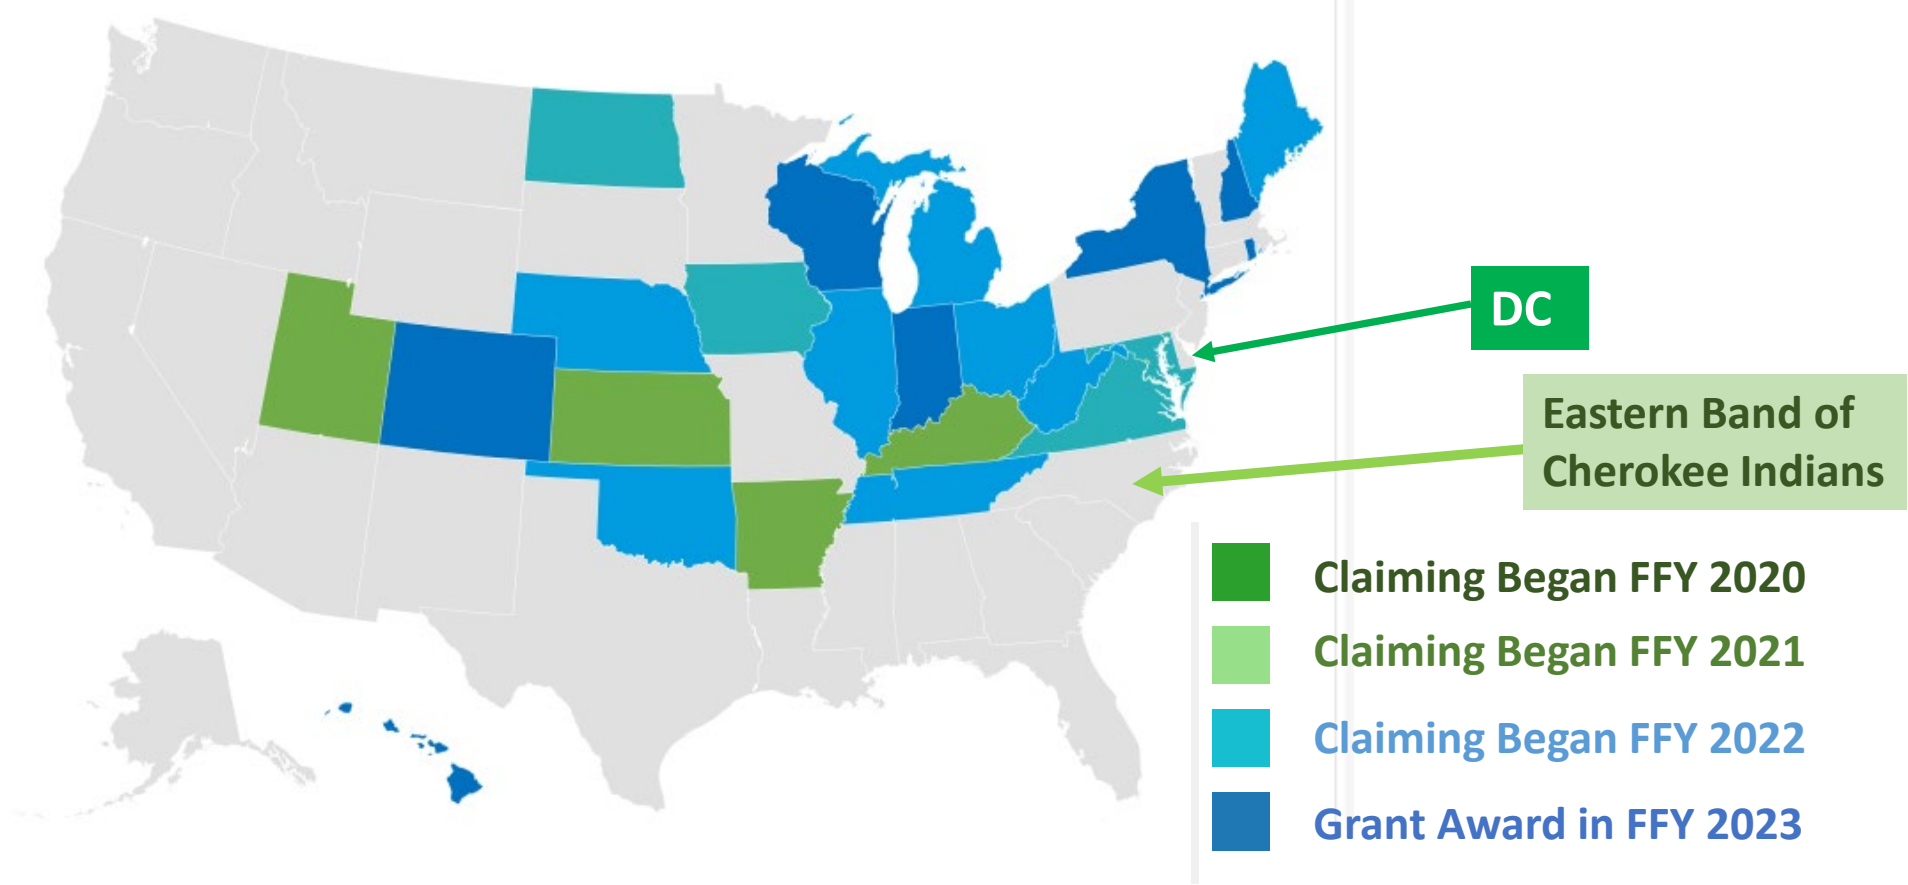 DC
Eastern Band of
Cherokee Indians
Claiming Began FFY 2020
Claiming Began FFY 2021
Claiming Began FFY 2022
Grant Award in FFY 2023